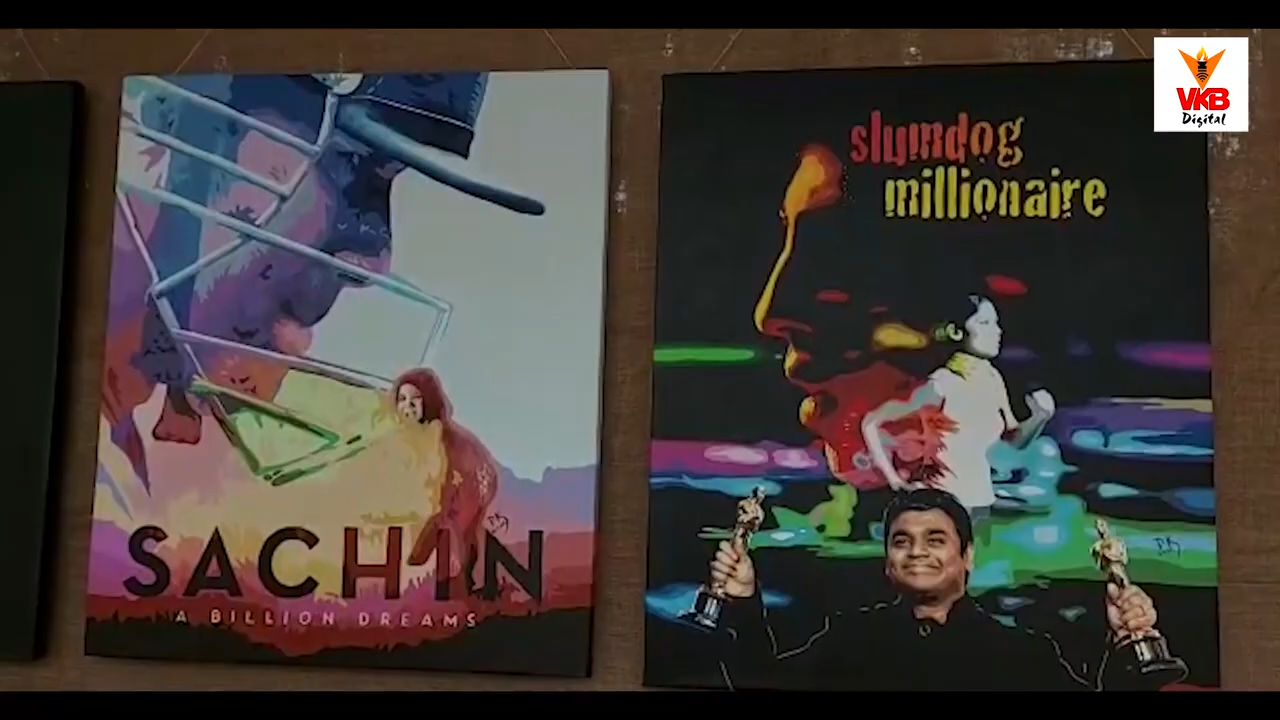 SACHIN
A BILLION DREAMS
slumdog
millionaire
VKB
Digital